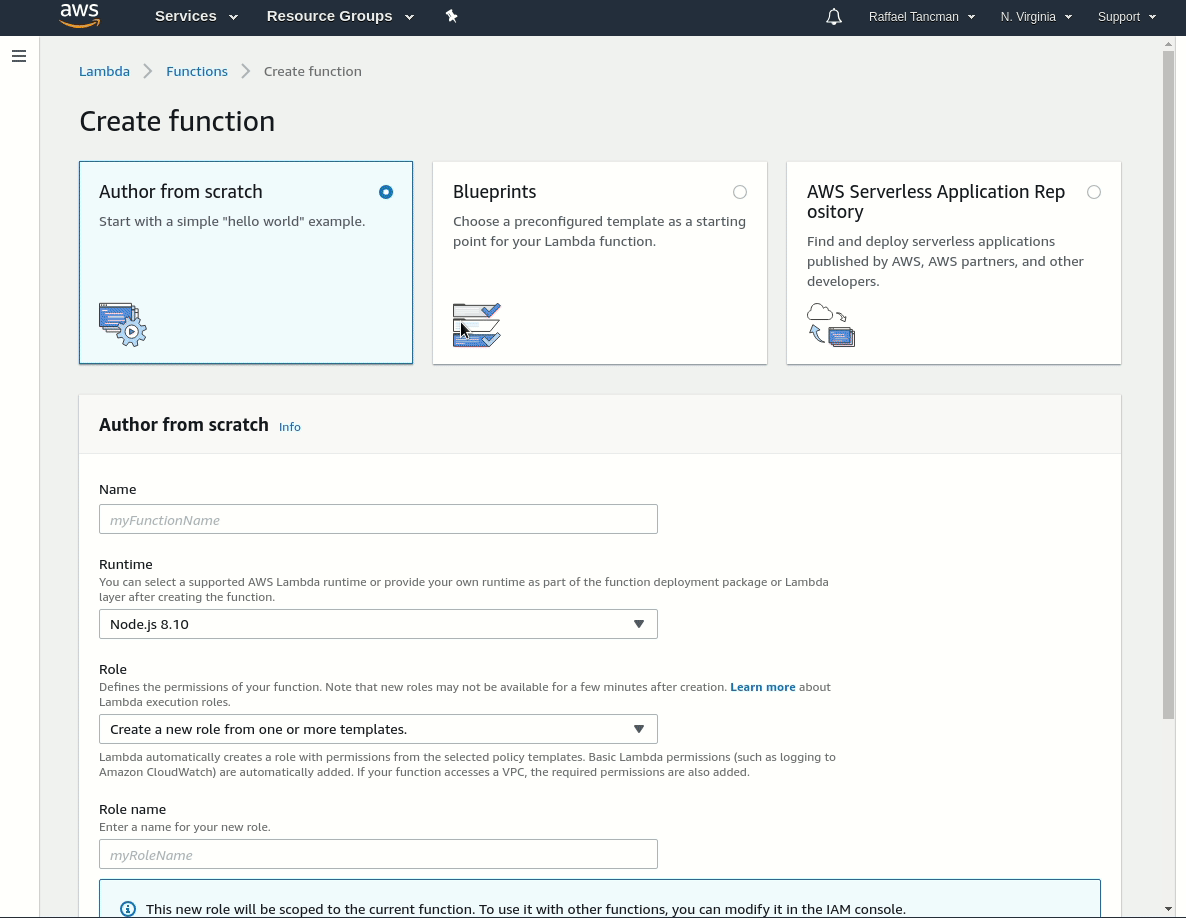 aws Services Resource Groups Raffael Tancman N. Virginia Support
Lambda Functions Create function
Create function
Author from scratch
Start with a simple "hello world" example.
Blueprints
Choose a preconfigured template as a starting
point for your Lambda function.
AWS Serverless Application Rep
ository
Find and deploy serverless applications
published by AWS, AWS partners, and other
developers.
Author from scratch Info
Name
myFunctionName
Runtime
You can select a supported AWS Lambda runtime or provide your own runtime as part of the function deployment package or Lambda
layer after creating the function.
Node.js 8.10
Role
Defines the permissions of your function. Note that new roles may not be available for a few minutes after creation. Learn more about
Lambda execution roles.
Create a new role from one or more templates.
Lambda automatically creates a role with permissions from the selected policy templates. Basic Lambda permissions (such as logging to
Amazon CloudWatch) are automatically added. If your function accesses a VPC, the required permissions are also added.
Role name
Enter a name for your new role.
myRoleName
This new role will be scoped to the current function. To use it with other functions, you can modify it in the IAM console.